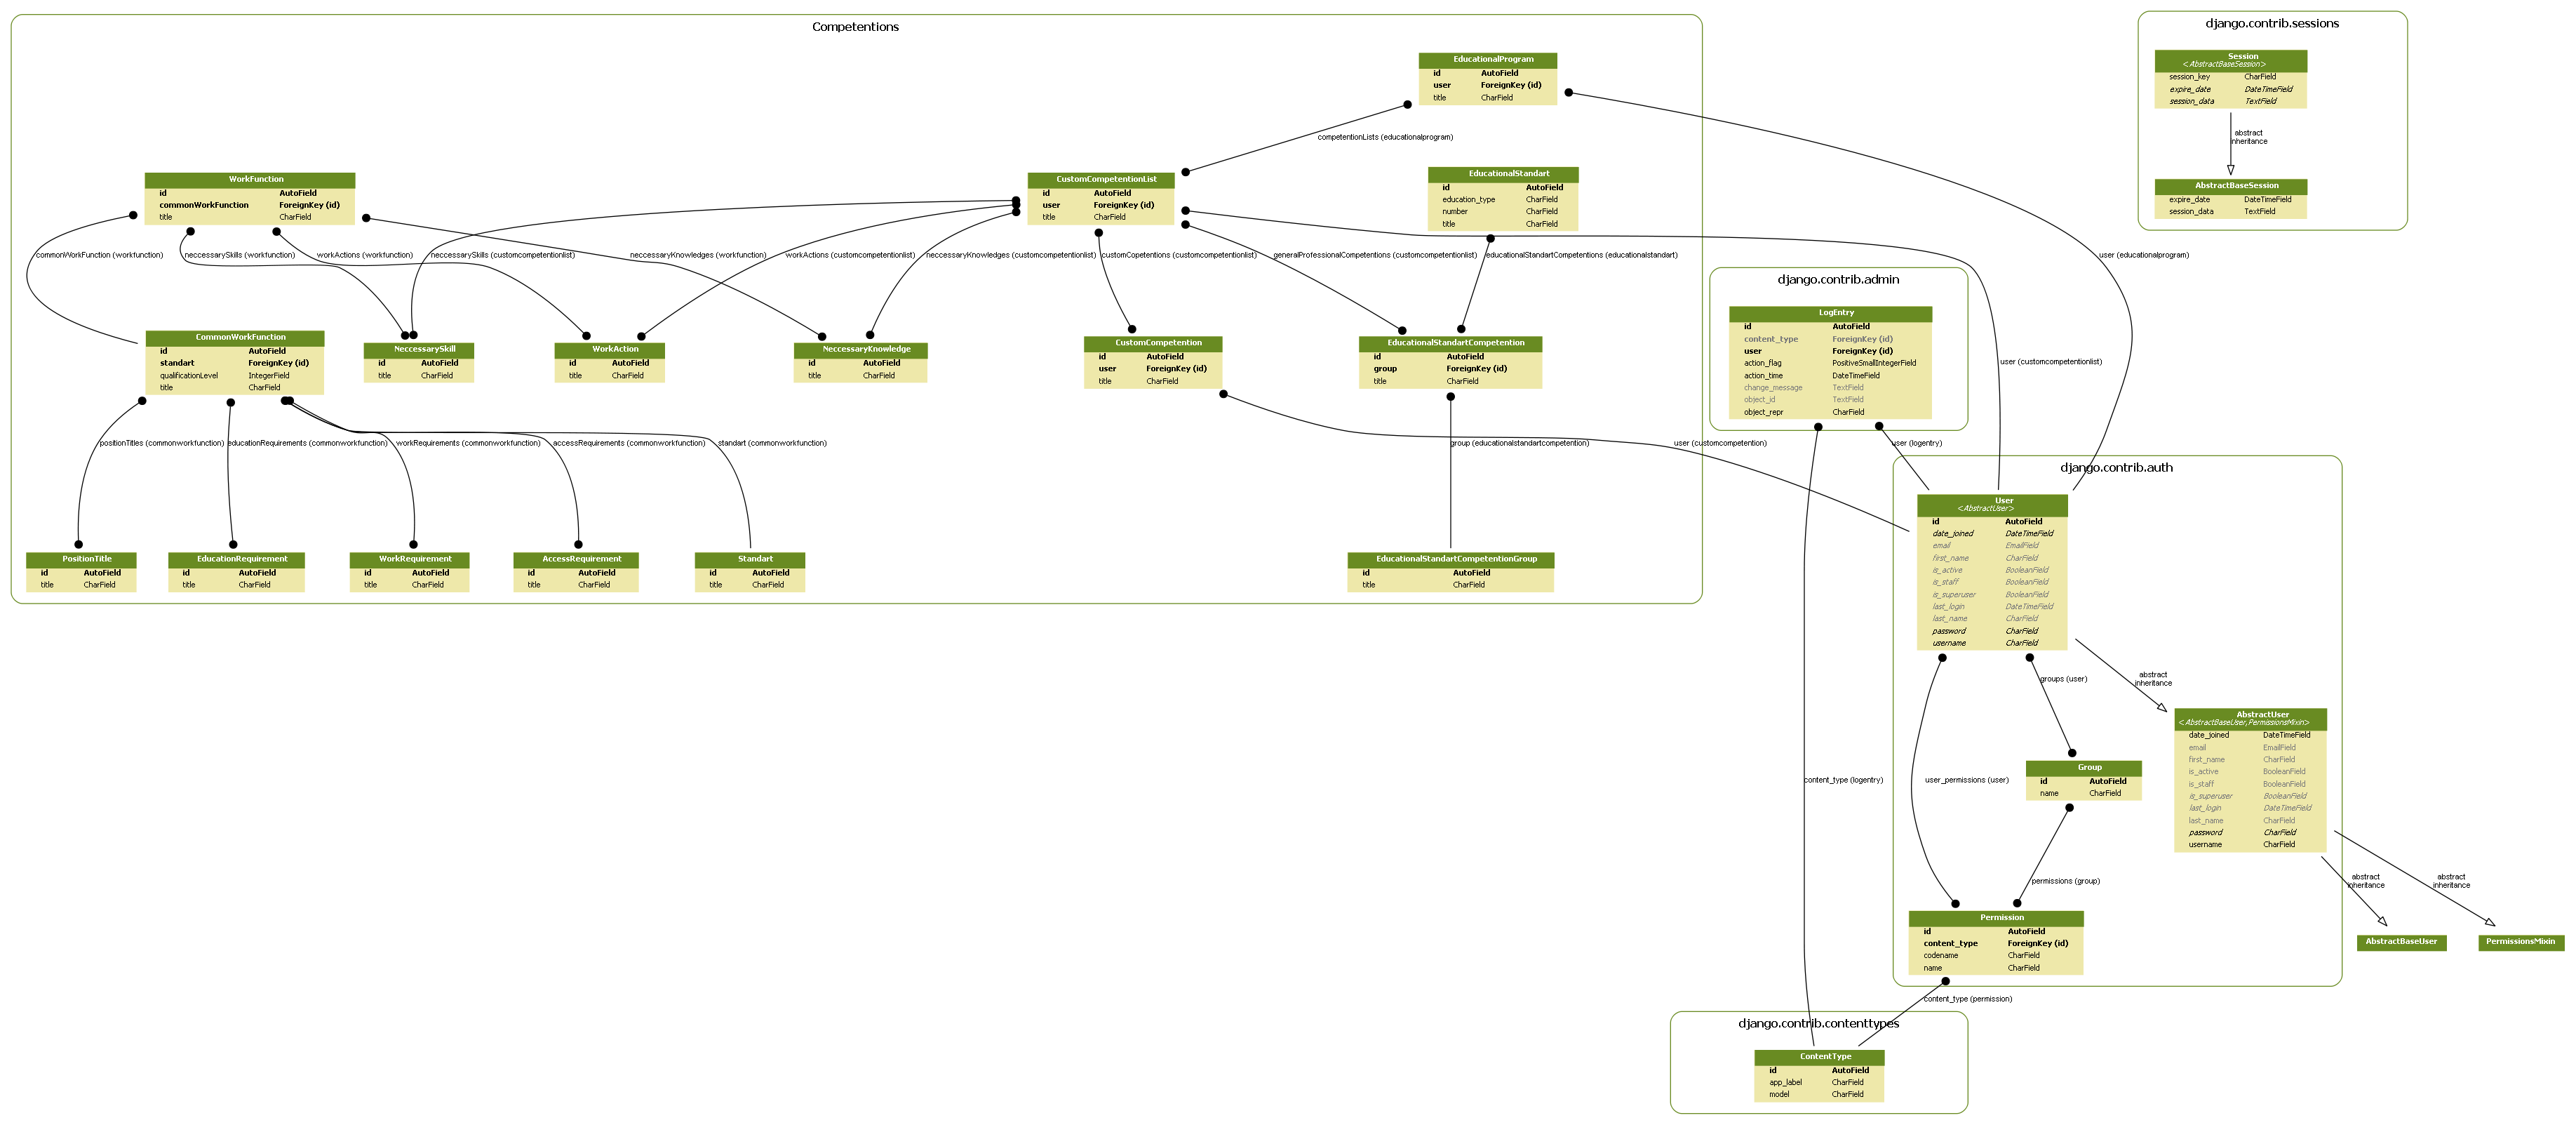 Competentions
EducationalProgram
id AutoField
user ForeignKey (id)
title CharField
competentionLists (educationalprogram)
WorkFunction
id AutoField
commonWorkFunction ForeignKey (id)
title CharField
CustomCompetentionList
id AutoField
user ForeignKey (id)
title CharField
EducationalStandart
id AutoField
education_type CharField
number CharField
title CharField
commonWorkFunction (workfunction)
neccessarySkills (workfunction)
workActions (workfunction)
neccessarySkills (customcompetentionlist)
neccessaryKnowledges (workfunction)
workActions (customcompetentionlist)
neccessaryKnowledges (customcompetentionlist)
customCopetentions (customcompetentionlist)
generalProfessionalCompetentions (customcompetentionlist)
educationalStandartCompetentions (educationalstandart)
user (educationalprogram)
user (customcompetentionlist)
CommonWorkFunction
id AutoField
standart ForeignKey (id)
qualificationLevel IntegerField
title CharField
NeccessarySkill
id AutoField
title CharField
WorkAction
id AutoField
title CharField
NeccessaryKnowledge
id AutoField
title CharField
CustomCompetention
id AutoField
user ForeignKey (id)
title CharField
EducationalStandartCompetention
id AutoField
group ForeignKey (id)
title CharField
positionTitles (commonworkfunction)
educationRequirements (commonworkfunction)
workRequirements (commonworkfunction)
accessRequirements (commonworkfunction)
standart (commonworkfunction)
group (educationalstandartcompetention)
user (customcompetention)
PositionTitle
id AutoField
title CharField
EducationRequirement
id AutoField
title CharField
WorkRequirement
id AutoField
title CharField
AccessRequirement
id AutoField
title CharField
Standart
id AutoField
title CharField
EducationalStandartCompetentionGroup
id AutoField
title CharField
django.contrib.sessions
Session
<AbstractBaseSession>
session_key CharField
expire_date DateTimeField
session_data TextField
abstract
inheritance
AbstractBaseSession
expire_date DateTimeField
session_data TextField
django.contrib.admin
LogEntry
id AutoField
content_type ForeignKey (id)
user ForeignKey (id)
action_flag PositiveSmallIntegerField
action_time DateTimeField
change_message TextField
object_id TextField
object_repr CharField
user (logentry)
content_type (logentry)
django.contrib.auth
User
<AbstractUser>
id AutoField
date_joined DateTimeField
email EmailField
first_name CharField
is_active BooleanField
is_staff BooleanField
is_superuser BooleanField
last_login DateTimeField
last_name CharField
password CharField
username CharField
groups (user)
abstract
inheritance
user_permissions (user)
AbstractUser
<AbstractBaseUser,PermissionsMixin>
date_joined DateTimeField
email EmailField
first_name CharField
is_active BooleanField
is_staff BooleanField
is_superuser BooleanField
last_login DateTimeField
last_name CharField
password CharField
username CharField
Group
id AutoField
name CharField
permissions (group)
abstract
inheritance
abstract
inheritance
Permission
id AutoField
content_type ForeignKey (id)
codename CharField
name CharField
AbstractBaseUser
PermissionsMixin
content_type (permission)
django.contrib.contenttypes
ContentType
id AutoField
app_label CharField
model CharField